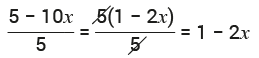 (5 − 10x)/5 = 5(1 − 2x)/5 = 1 − 2x